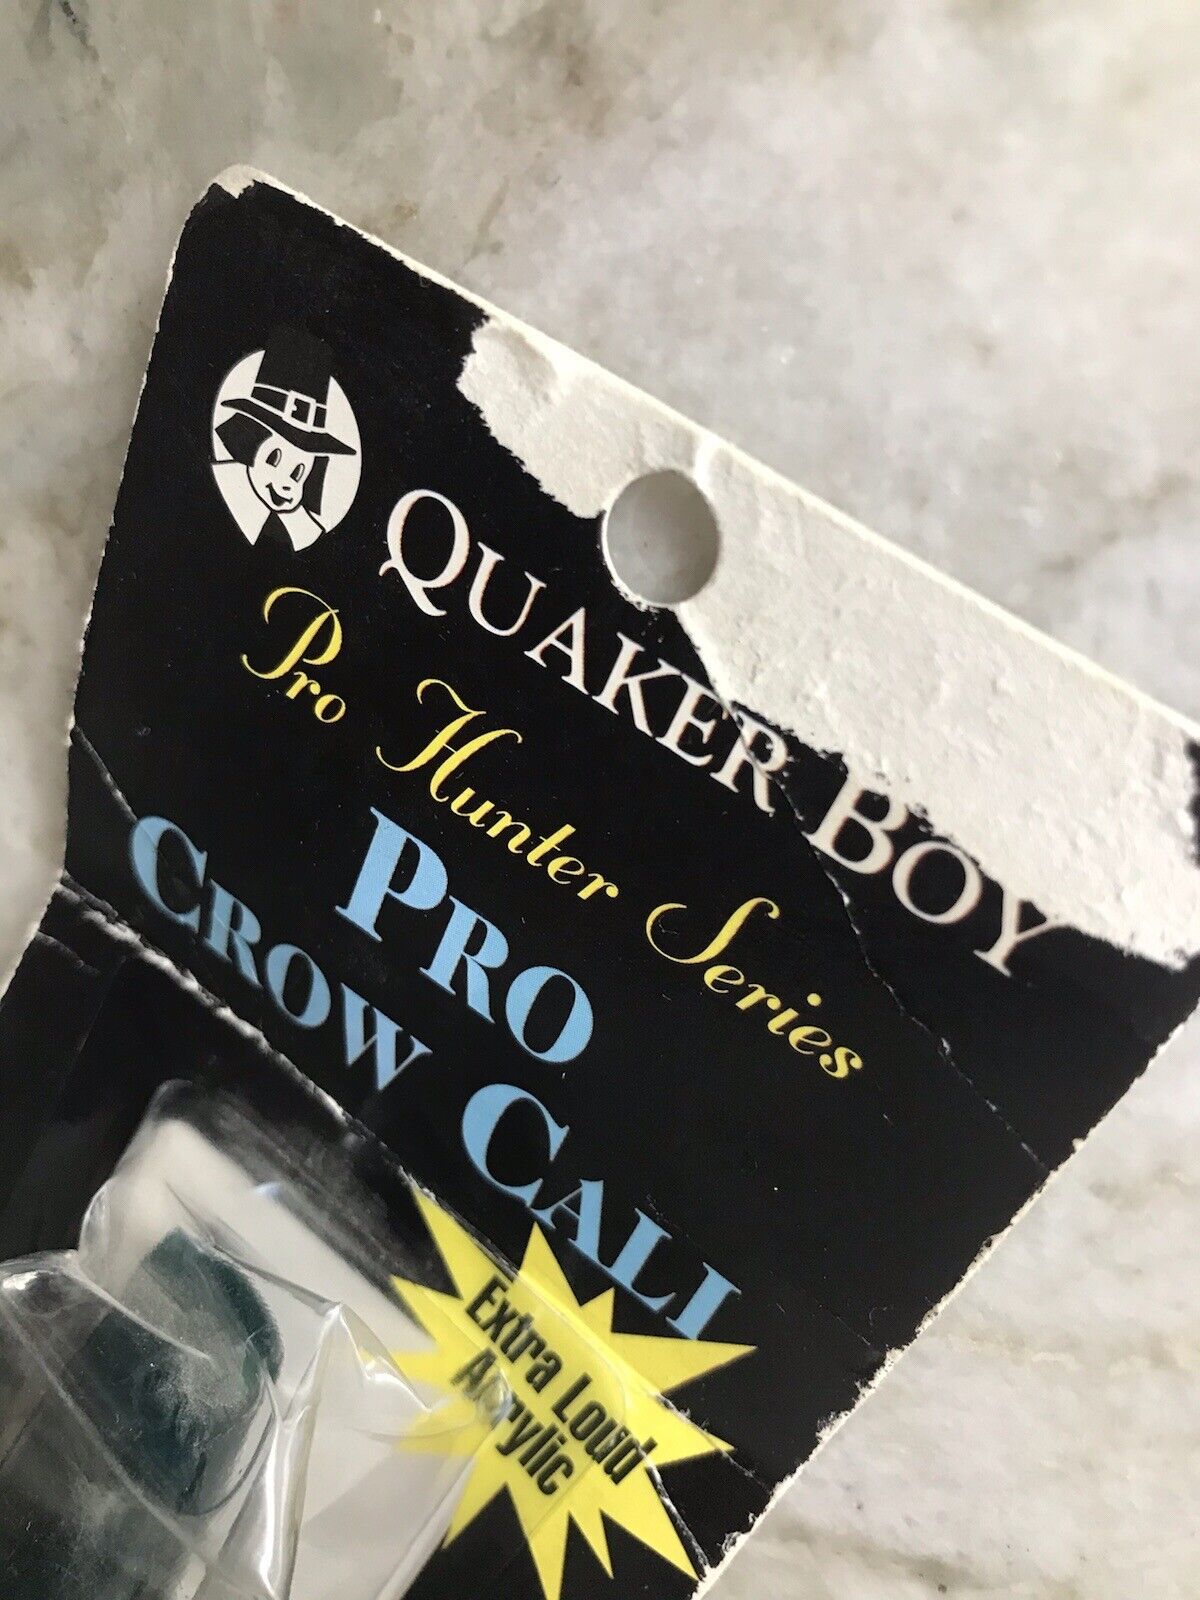 QUAKER BOY
Pro Hunter Series
PRO
CROW CALL
Extra Loud
Acrylic